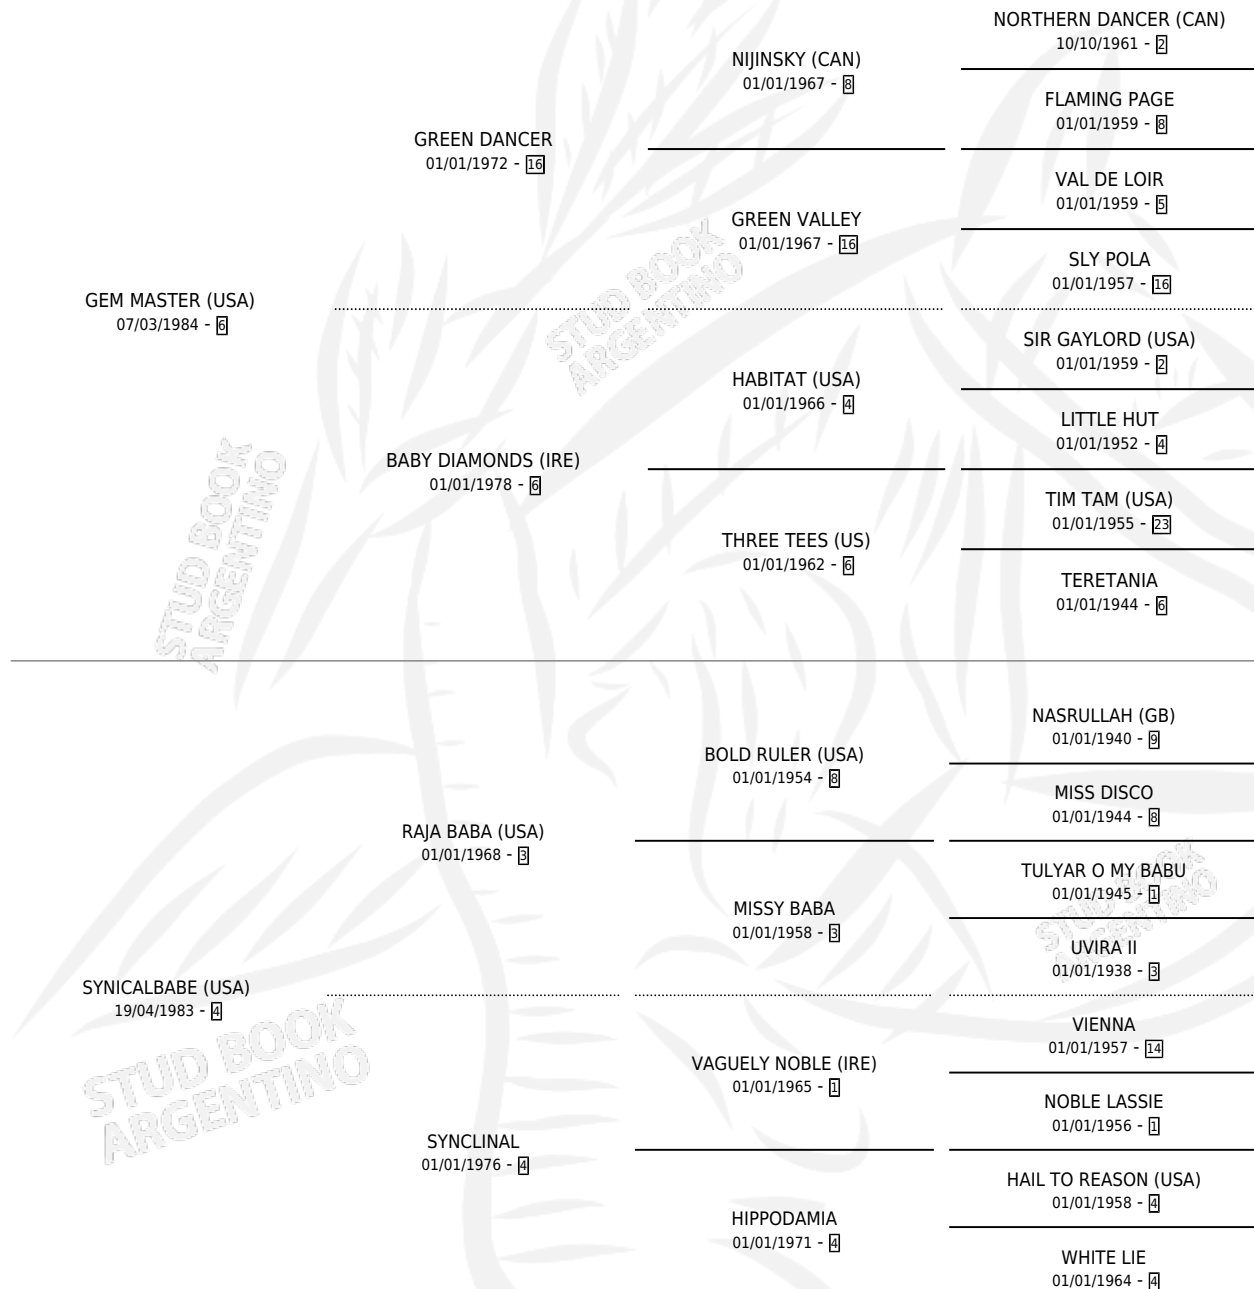 NORTHERN DANCER (CAN)
10/10/1961 - 2
NIJINSKY (CAN)
01/01/1967 - 8
FLAMING PAGE
01/01/1959 - 8
GREEN DANCER
01/01/1972 - 16
VAL DE LOIR
01/01/1959 - 5
GREEN VALLEY
01/01/1967 - 16
SLY POLA
01/01/1957 - 16
GEM MASTER (USA)
07/03/1984 - 6
SIR GAYLORD (USA)
01/01/1959 - 2
HABITAT (USA)
01/01/1966 - 4
LITTLE HUT
01/01/1952 - 4
BABY DIAMONDS (IRE)
01/01/1978 - 6
TIM TAM (USA)
01/01/1955 - 23
THREE TEES (US)
01/01/1962 - 6
TERETANIA
01/01/1944 - 6
NASRULLAH (GB)
01/01/1940 - 9
BOLD RULER (USA)
01/01/1954 - 8
MISS DISCO
01/01/1944 - 8
RAJA BABA (USA)
01/01/1968 - 3
TULYAR O MY BABU
01/01/1945 - 1
MISSY BABA
01/01/1958 - 3
UVIRA II
01/01/1938 - 3
SYNICALBABE (USA)
19/04/1983 - 4
VIENNA
01/01/1957 - 14
VAGUELY NOBLE (IRE)
01/01/1965 - 1
NOBLE LASSIE
01/01/1956 - 1
SYNCLINAL
01/01/1976 - 4
HAIL TO REASON (USA)
01/01/1958 - 4
HIPPODAMIA
01/01/1971 - 4
WHITE LIE
01/01/1964 - 4
STUD BOOK
ARGENTINO
STUD BOOK
ARGENTINO
STUD BOOK
ARGENTINO
STUD BOOK
ARGENTINO